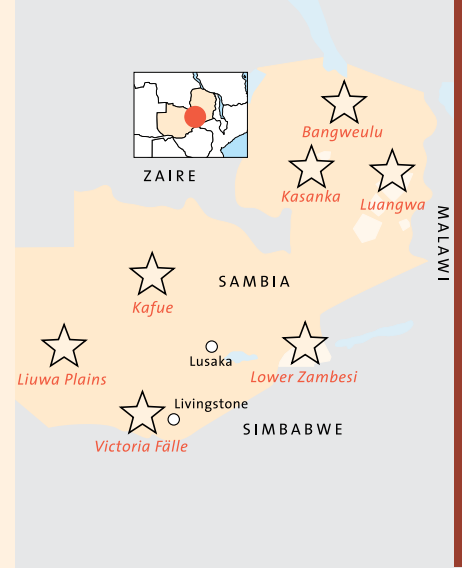 Bangweulu
ZAIRE
Kasanka
Luangwa
MALAWI
SAMBIA
Kafue
Lusaka
Liuwa Plains
Lower Zambesi
Livingstone
SIMBABWE
Victoria Fälle